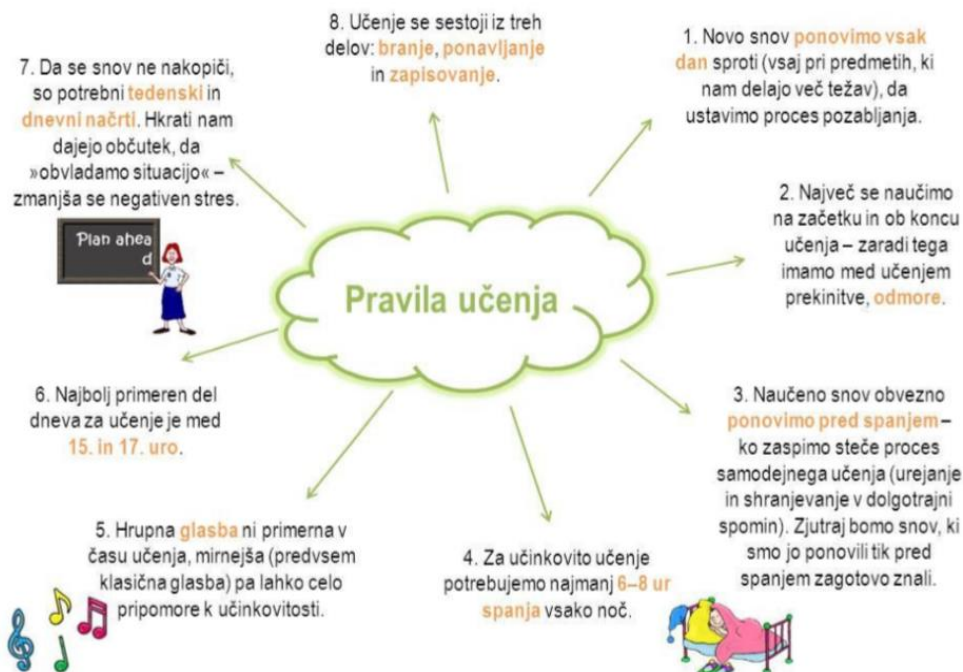 Pravila učenja
1. Novo snov ponovimo vsak
dan sproti (vsaj pri predmetih, ki
nam delajo več težav), da
ustavimo proces pozabljanja.
2. Največ se naučimo
na začetku in ob koncu
učenja – zaradi tega
imamo med učenjem
prekinitve, odmore.
3. Naučeno snov obvezno
ponovimo pred spanjem –
ko zaspimo steče proces
samodejnega učenja (urejanje
in shranjevanje v dolgotrajni
spomin). Zjutraj bomo snov, ki
smo jo ponovili tik pred
spanjem zagotovo znali.
4. Za učinkovito učenje
potrebujemo najmanj 6–8 ur
spanja vsako noč.
5. Hrupna glasba ni primerna v
času učenja, mirnejša (predvsem
klasična glasba) pa lahko celo
pripomore k učinkovitosti.
6. Najbolj primeren del
dneva za učenje je med
15. in 17. uro.
7. Da se snov ne nakopiči,
so potrebni tedenski in
dnevni načrti. Hkrati nam
dajejo občutek, da
»obvladamo situacijo« –
zmanjša se negativen stres.
Plan ahea
d
8. Učenje se sestoji iz treh
delov: branje, ponavljanje
in zapisovanje.